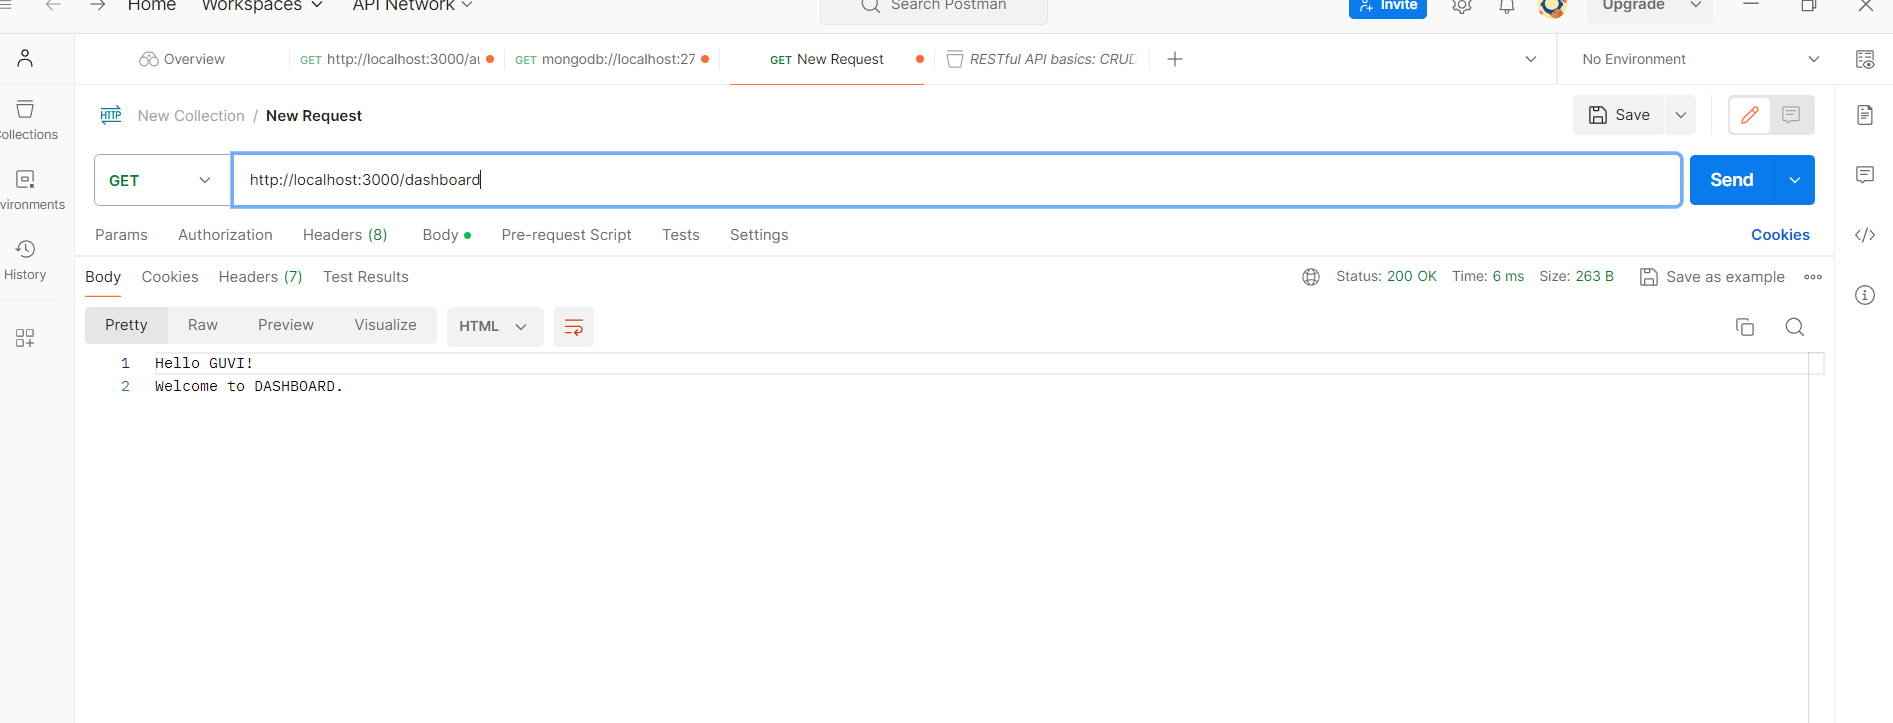 Home Workspaces API Network Search Postman Invite Upgrade
Overview GET http://localhost:3000/au GET mongodb://localhost:27 GET New Request RESTful API basics: CRUD No Environment
New Collection / New Request Save
ollections
GET http://localhost:3000/dashboard Send
vironments
Params Authorization Headers (8) Body Pre-request Script Tests Settings Cookies
History
Body Cookies Headers (7) Test Results Status: 200 OK Time: 6 ms Size: 263 B Save as example
Pretty Raw Preview Visualize HTML
1 Hello GUVI!
2 Welcome to DASHBOARD.